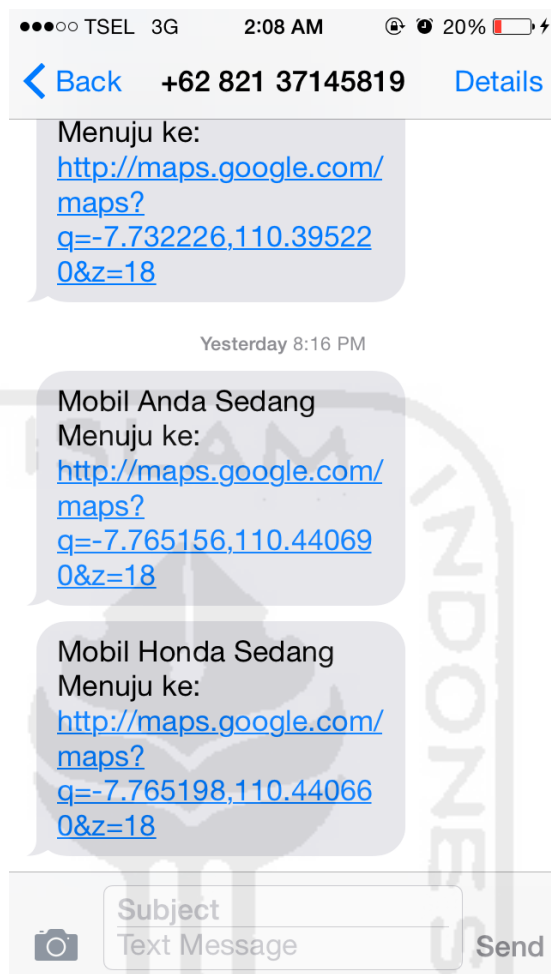 TSEL 3G 2:08 AM 20%
Back +62 821 37145819 Details
Menuju ke:
http://maps.google.com/
maps?
q=-7.732226,110.39522
0&z=18
Yesterday 8:16 PM
Mobil Anda Sedang
Menuju ke:
http://maps.google.com/
maps?
q=-7.765156,110.44069
0&z=18
Mobil Honda Sedang
Menuju ke:
http://maps.google.com/
maps?
q=-7.765198,110.44066
0&z=18
Subject
Text Message Send
ISLAM
INDONES